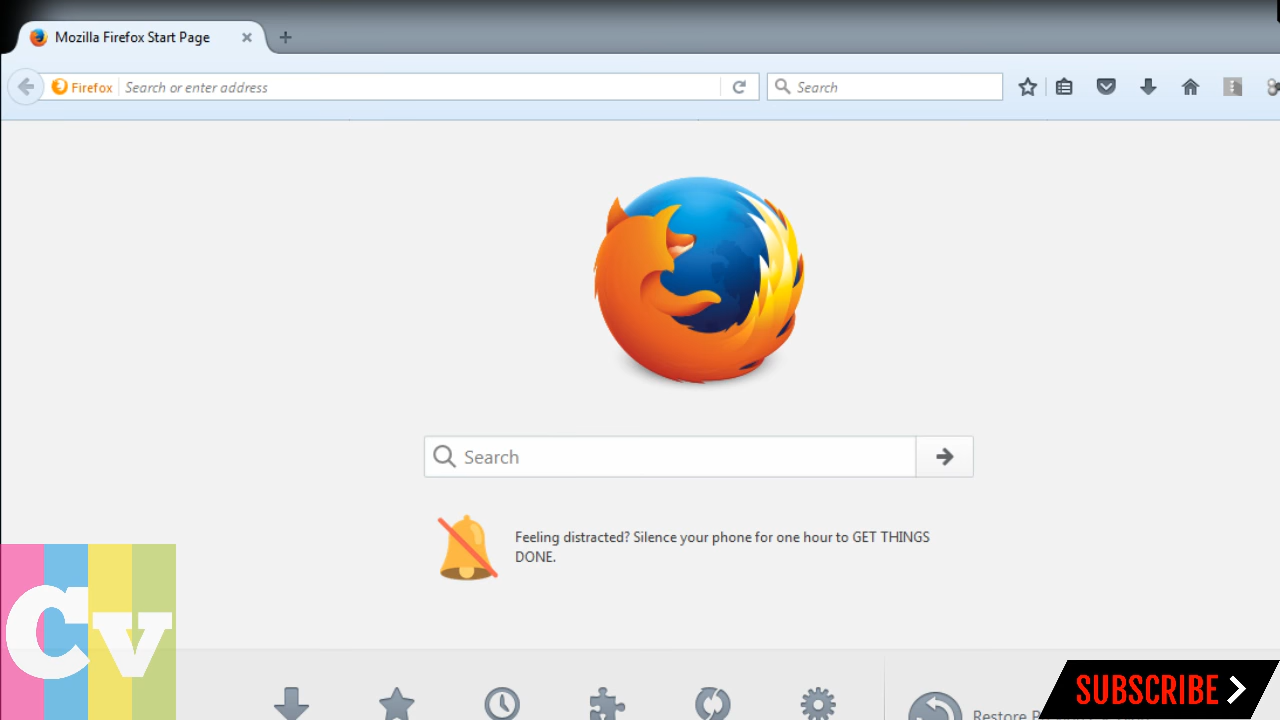 Mozilla Firefox Start Page
Firefox
Search or enter address
Search
Search
Feeling distracted? Silence your phone for one hour to GET THINGS
DONE.
Cv
Restore
SUBSCRIBE